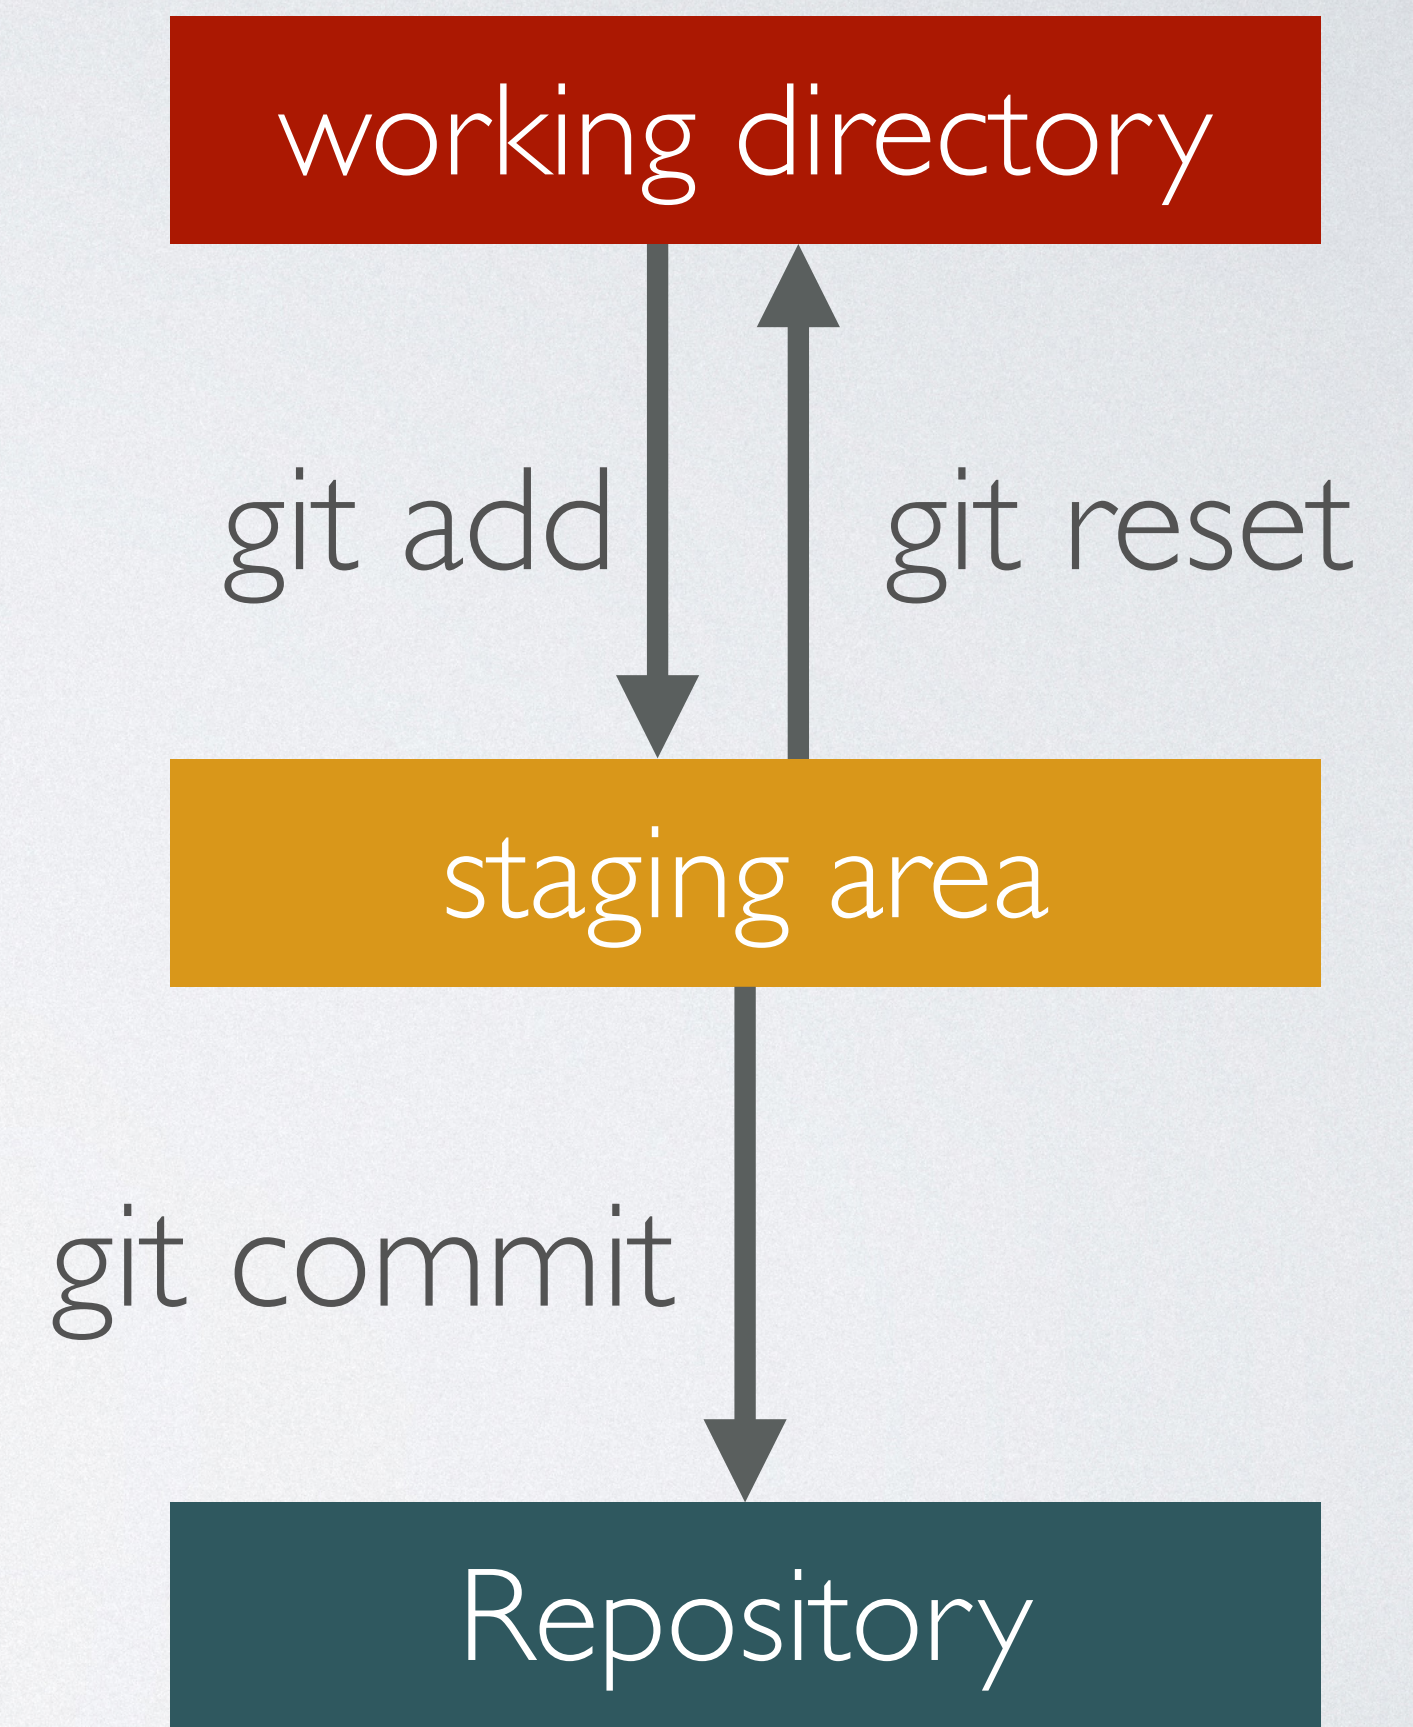 working directory
git add
git reset
staging area
git commit
Repository